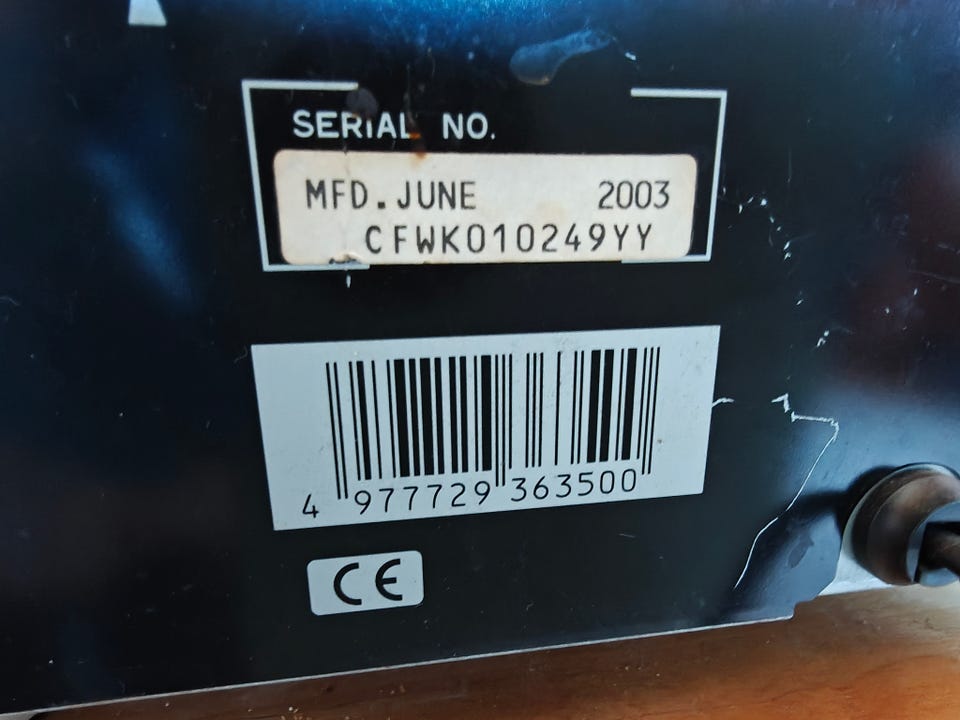 SERIAL NO.
MFD. JUNE 2003
CFWK010249YY
4 977729 363500
CE